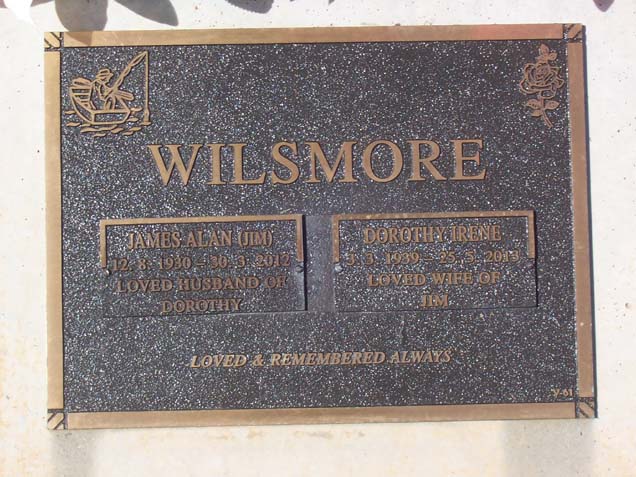 WILSMORE
JAMES ALAN (JIM)
12. 8. 1930 – 30. 3. 2012
LOVED HUSBAND OF
DOROTHY
DOROTHY IRENE
3. 3. 1939 – 25. 5. 2013
LOVED WIFE OF
JIM
LOVED & REMEMBERED ALWAYS
V-61